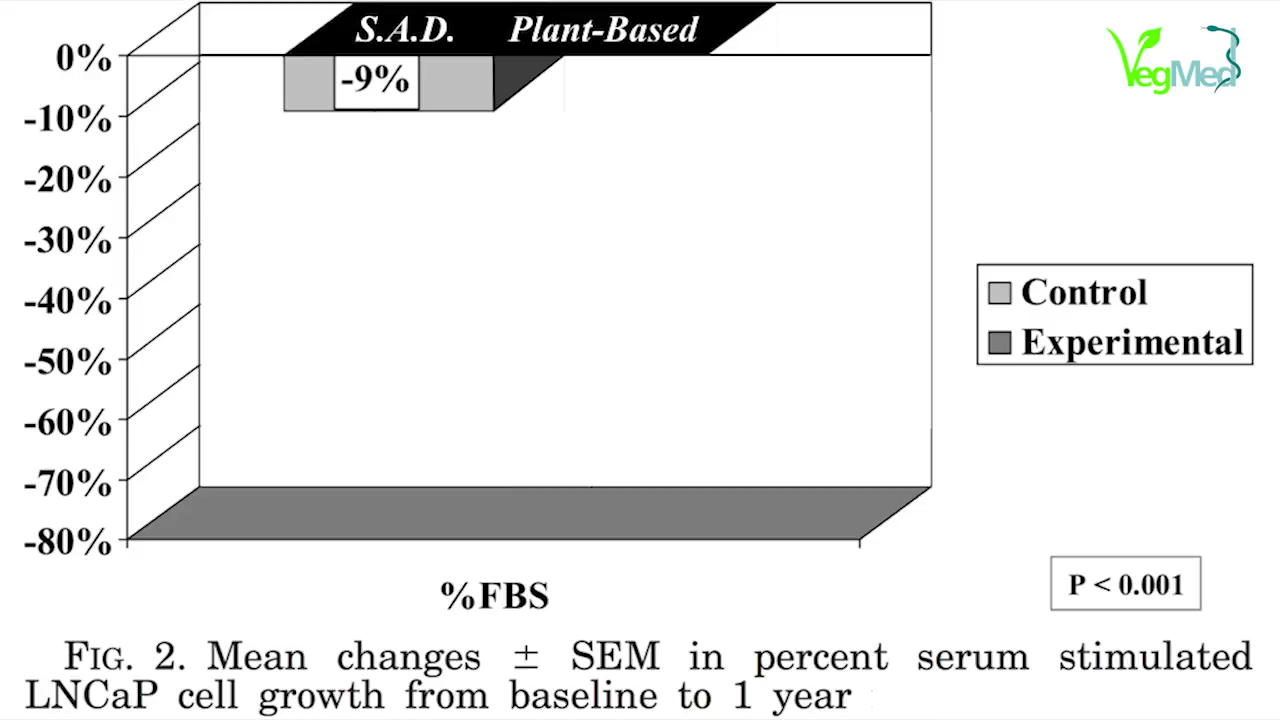 S.A.D. Plant-Based
VegMed
0%
-9%
-10%
-20%
-30%
-40%
-50%
-60%
-70%
-80%
Control
Experimental
%FBS
P < 0.001
FIG. 2. Mean changes ± SEM in percent serum stimulated
LNCaP cell growth from baseline to 1 year